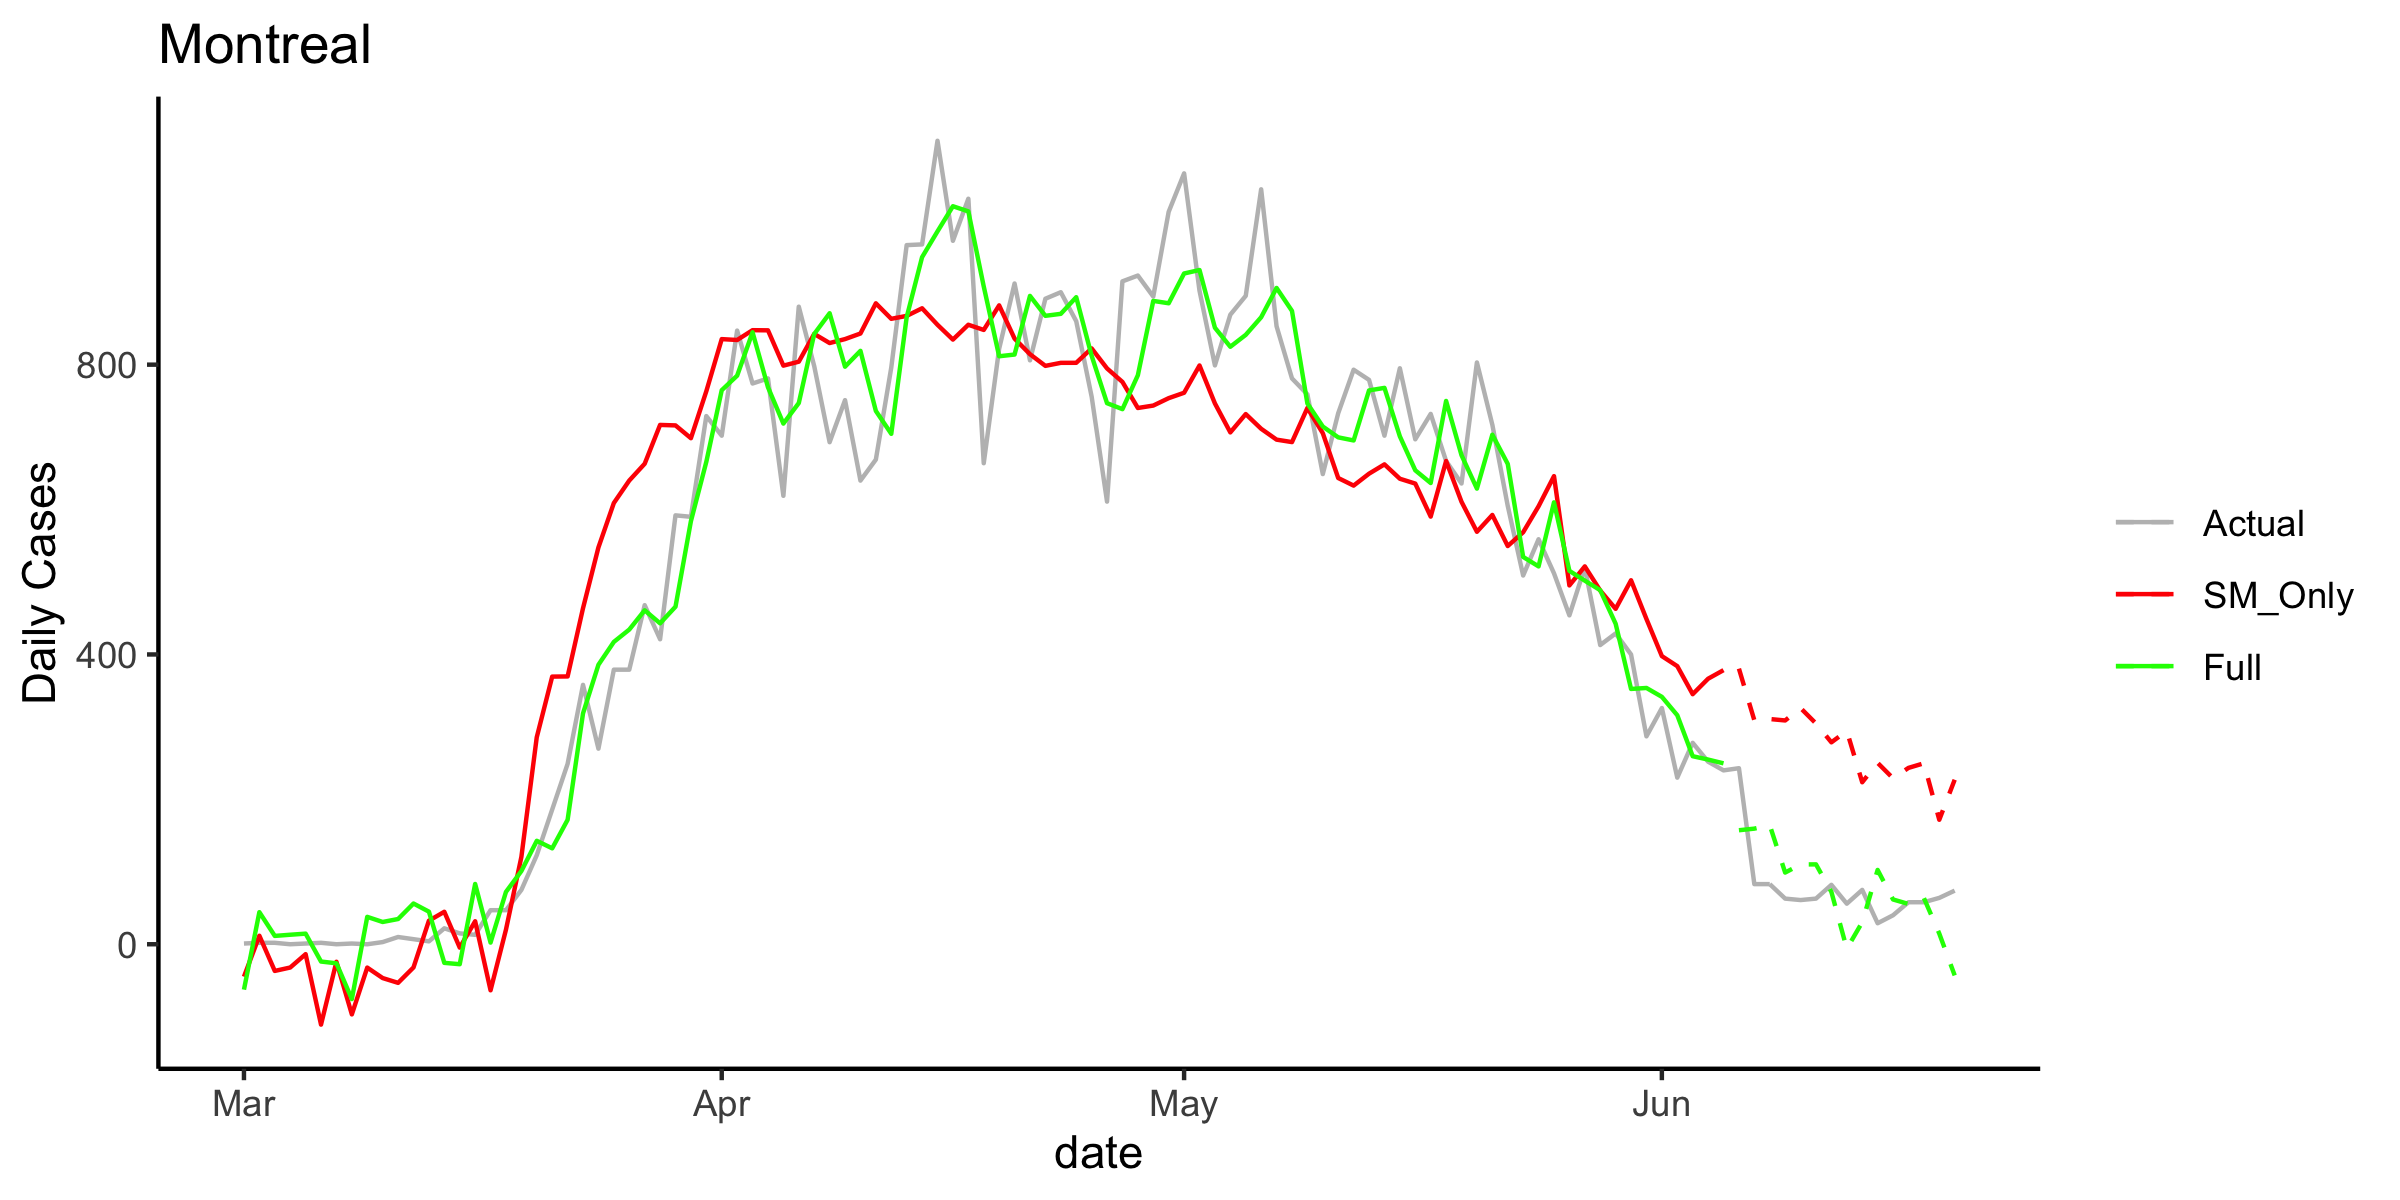 Montreal
Daily Cases
800
400
0
Mar
Apr
May
Jun
date
Actual
SM_Only
Full